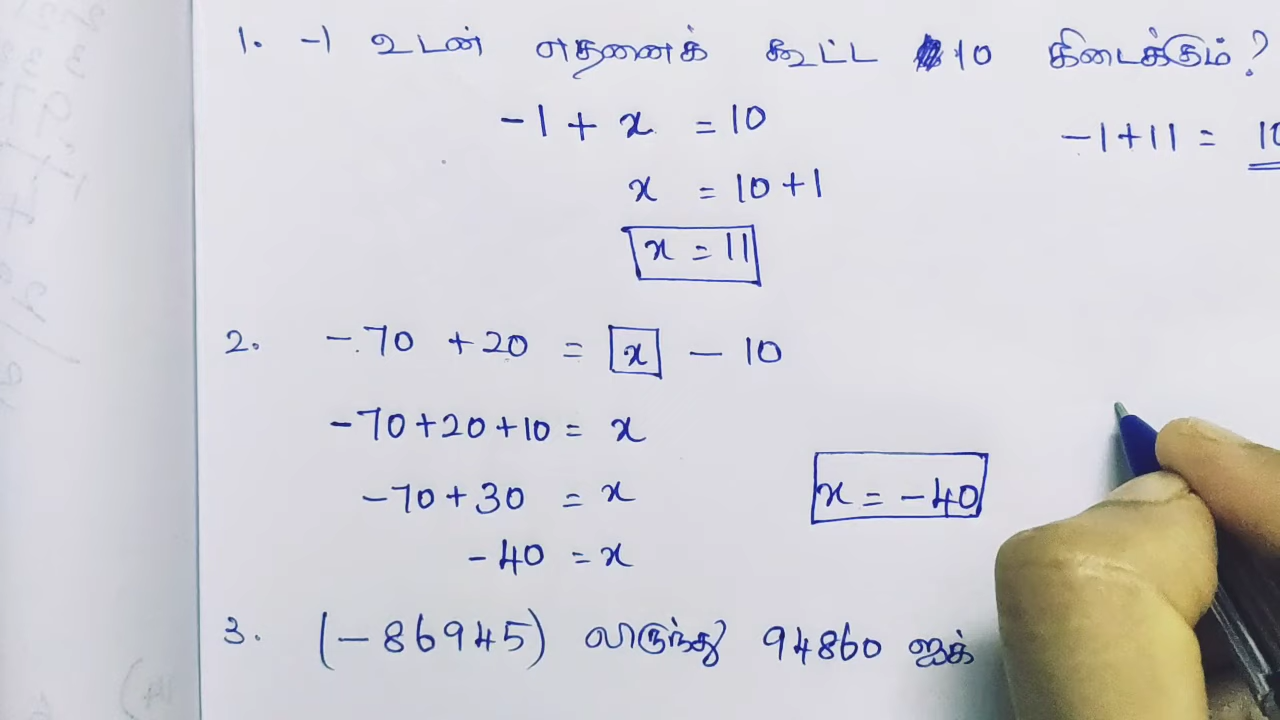 1. -1 உடன் எதனைக் கூட்ட 10 கிடைக்கும்?
-1 + x = 10
-1+11 = 10
x = 10+1
x = 11
2. -70 +20 = x - 10
-70+20+10 = x
-70+30 = x
x = -40
-40 = x
3. (-86945) லிருந்து 94860 ஐக்